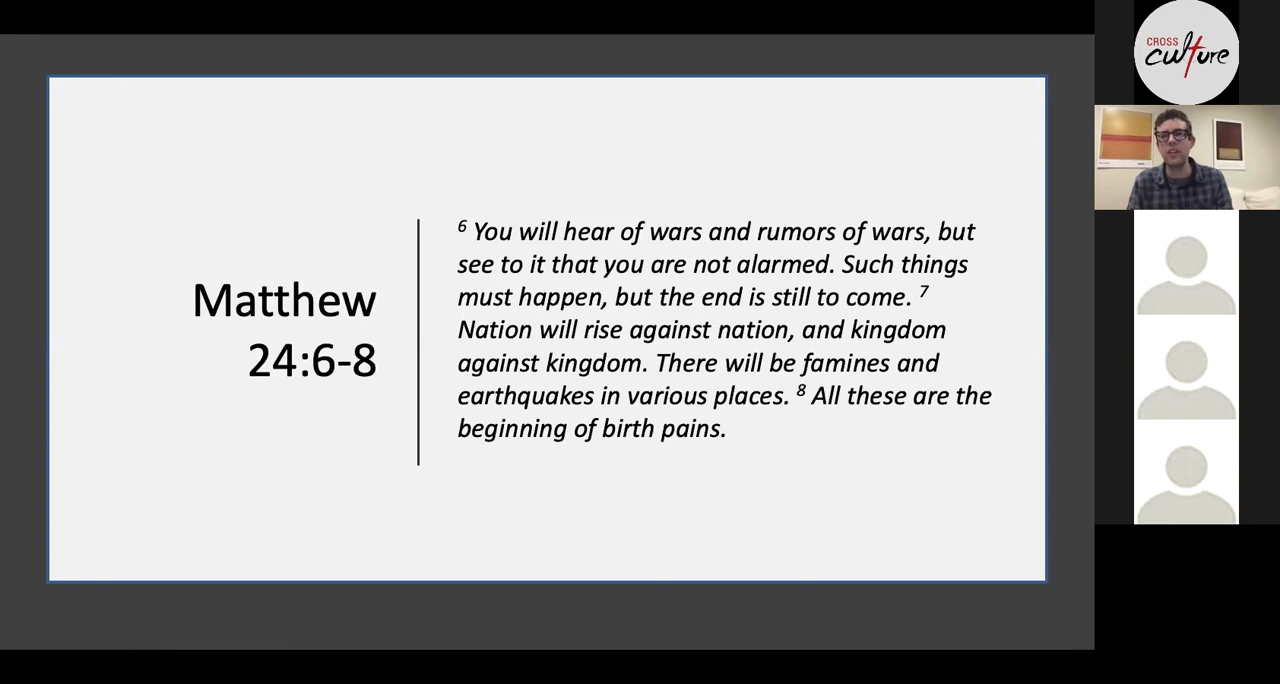 Matthew
24:6-8
⁶ You will hear of wars and rumors of wars, but
see to it that you are not alarmed. Such things
must happen, but the end is still to come. ⁷
Nation will rise against nation, and kingdom
against kingdom. There will be famines and
earthquakes in various places. ⁸ All these are the
beginning of birth pains.
CROSS
culture